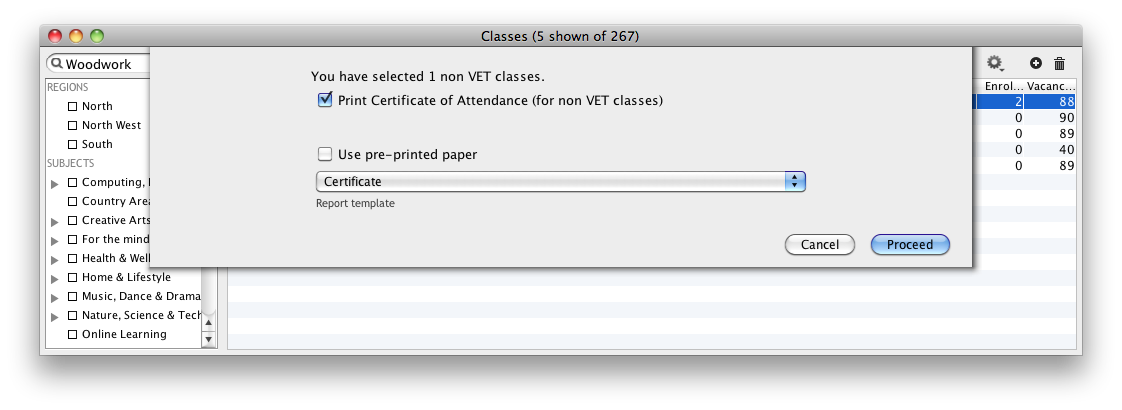 Classes (5 shown of 267)
Woodwork
You have selected 1 non VET classes.
Print Certificate of Attendance (for non VET classes)
Use pre-printed paper
Certificate
Report template
Cancel
Proceed
REGIONS
North
North West
South
SUBJECTS
Computing,
Country Area
Creative Arts
For the mind
Health & Well
Home & Lifestyle
Music, Dance & Drama
Nature, Science & Tech
Online Learning
Enrol... Vacanc...
2 88
0 90
0 89
0 40
0 89